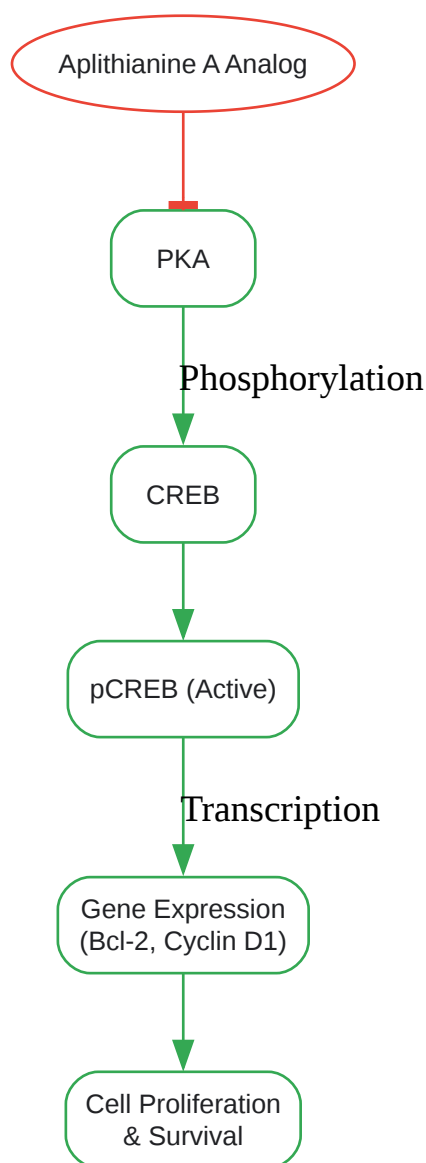 Aplithianine A Analog
PKA
Phosphorylation
CREB
pCREB (Active)
Transcription
Gene Expression
(Bcl-2, Cyclin D1)
Cell Proliferation
& Survival